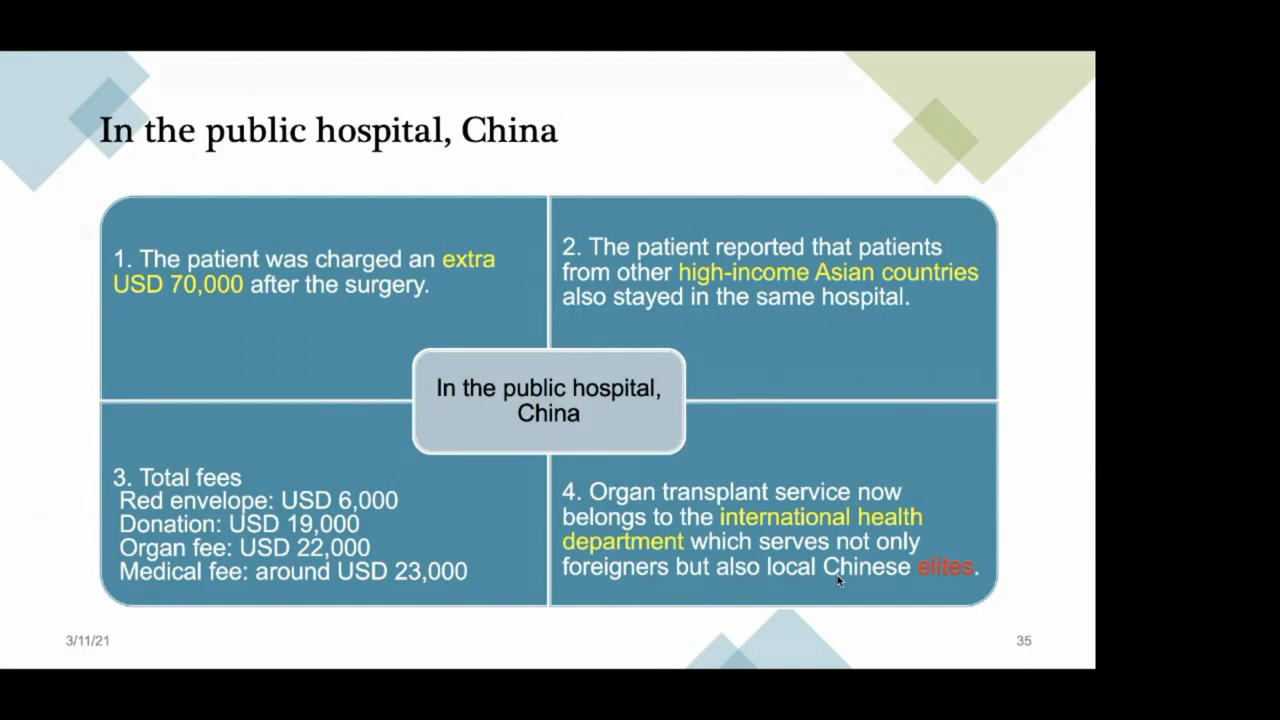 In the public hospital, China
1. The patient was charged an extra
USD 70,000 after the surgery.
2. The patient reported that patients
from other high-income Asian countries
also stayed in the same hospital.
In the public hospital,
China
3. Total fees
Red envelope: USD 6,000
Donation: USD 19,000
Organ fee: USD 22,000
Medical fee: around USD 23,000
4. Organ transplant service now
belongs to the international health
department which serves not only
foreigners but also local Chinese elites.
3/11/21
35